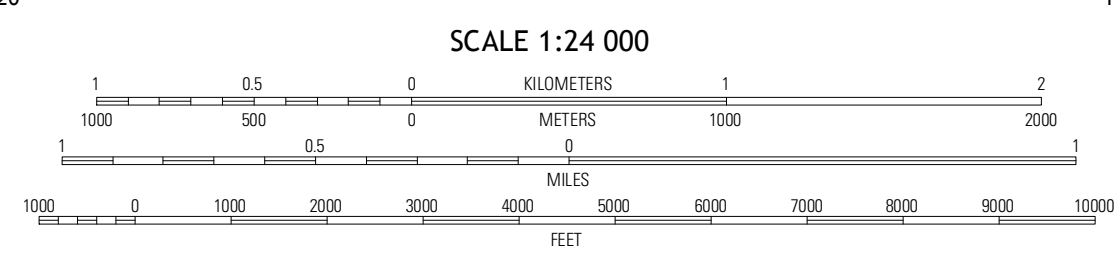 SCALE 1:24 000
1 0.5 0 KILOMETERS 1 2
1000 500 0 METERS 1000 2000
1 0.5 0 1
MILES
1000 0 1000 2000 3000 4000 5000 6000 7000 8000 9000 10000
FEET